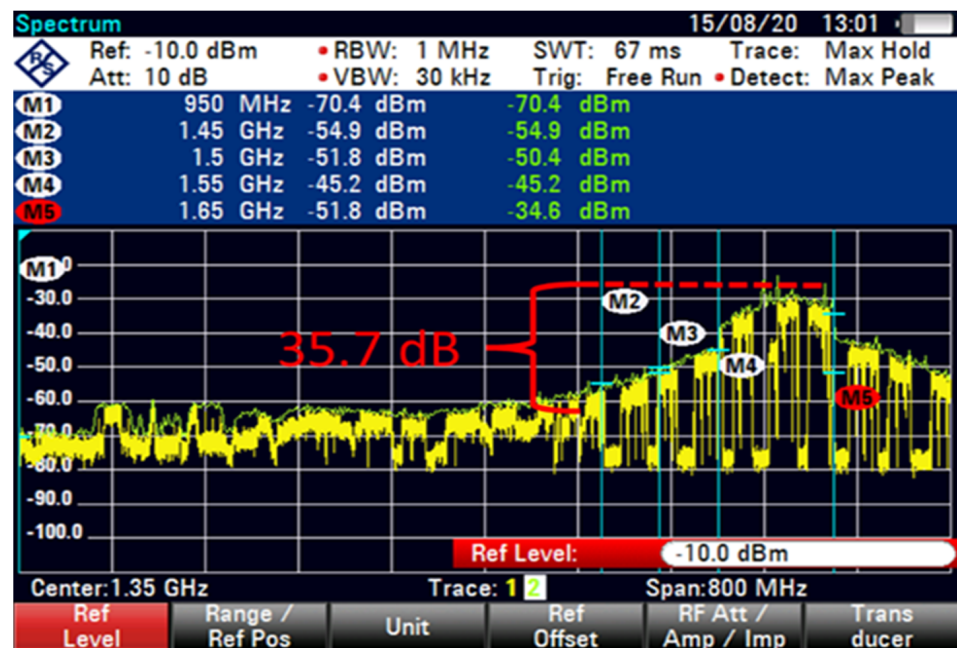 Spectrum 15/08/20 13:01
Ref: -10.0 dBm • RBW: 1 MHz SWT: 67 ms Trace: Max Hold
Att: 10 dB • VBW: 30 kHz Trig: Free Run • Detect: Max Peak
M1 950 MHz -70.4 dBm -70.4 dBm
M2 1.45 GHz -54.9 dBm -54.9 dBm
M3 1.5 GHz -51.8 dBm -50.4 dBm
M4 1.55 GHz -45.2 dBm -45.2 dBm
M5 1.65 GHz -51.8 dBm -34.6 dBm
M1
-30.0
M2
-40.0
M3
35.7 dB
-50.0
M4
-60.0
M5
-70.0
-80.0
-90.0
-100.0
Ref Level: -10.0 dBm
Center:1.35 GHz Trace: 1 2 Span:800 MHz
Ref Level
Range / Ref Pos
Unit
Ref Offset
RF Att / Amp / Imp
Trans ducer